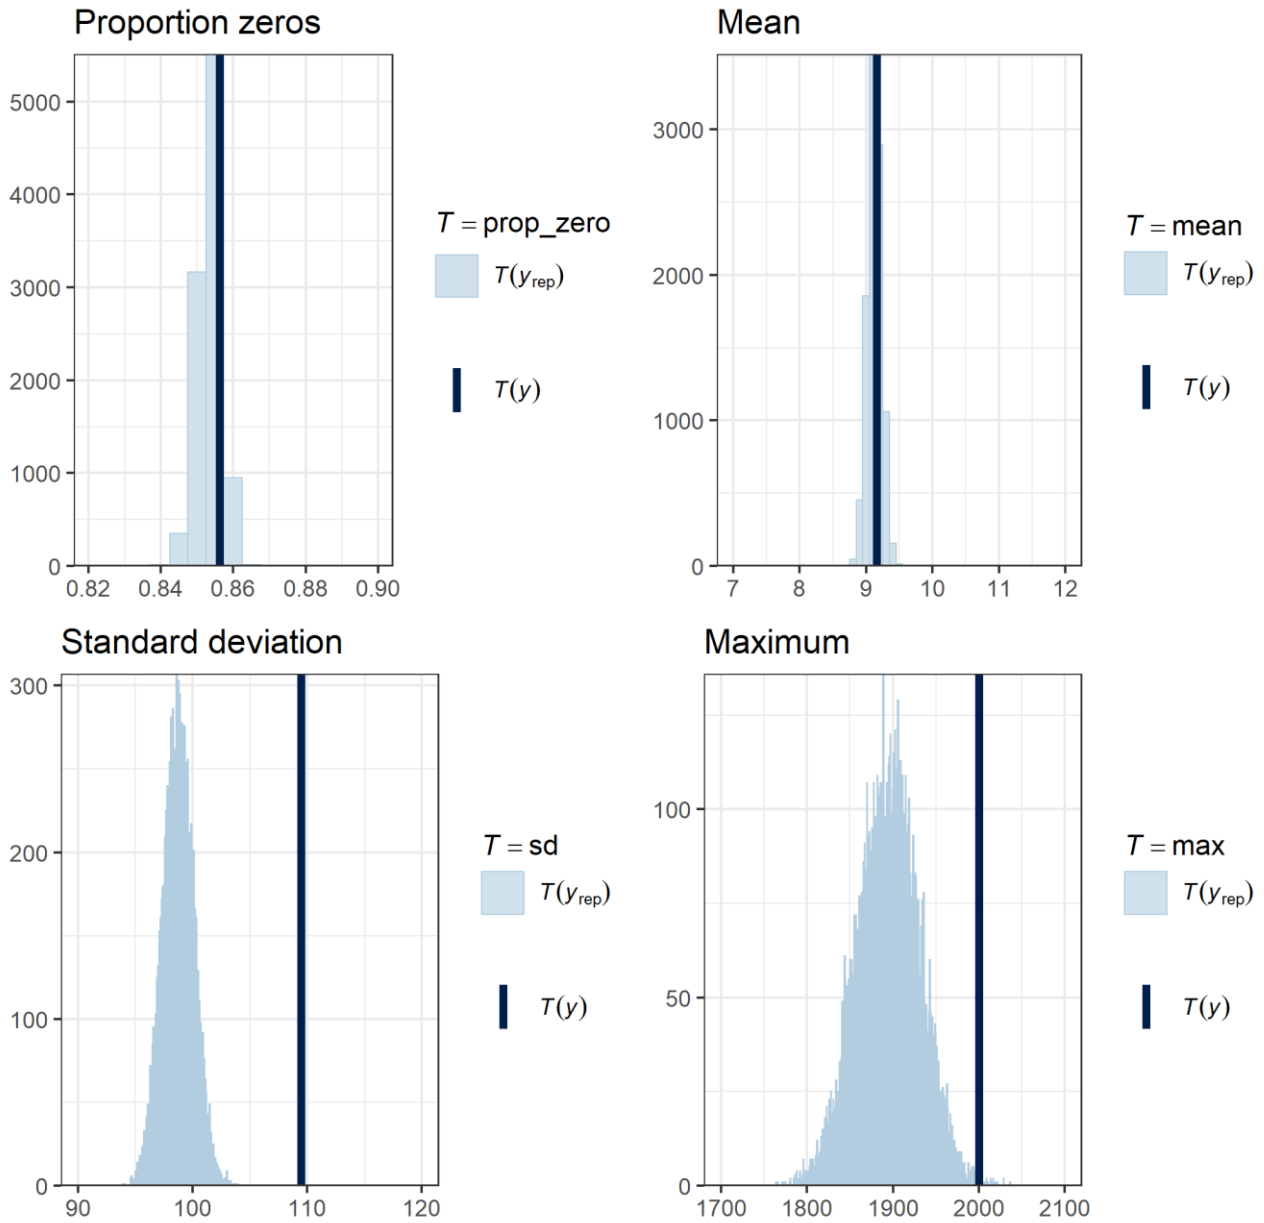 Proportion zeros
5000
4000
3000
2000
1000
0
0.82 0.84 0.86 0.88 0.90
T = prop_zero
T(yrep)
T(y)
Mean
3000
2000
1000
0
7 8 9 10 11 12
T = mean
T(yrep)
T(y)
Standard deviation
300
200
100
0
90 100 110 120
T = sd
T(yrep)
T(y)
Maximum
100
50
0
1700 1800 1900 2000 2100
T = max
T(yrep)
T(y)